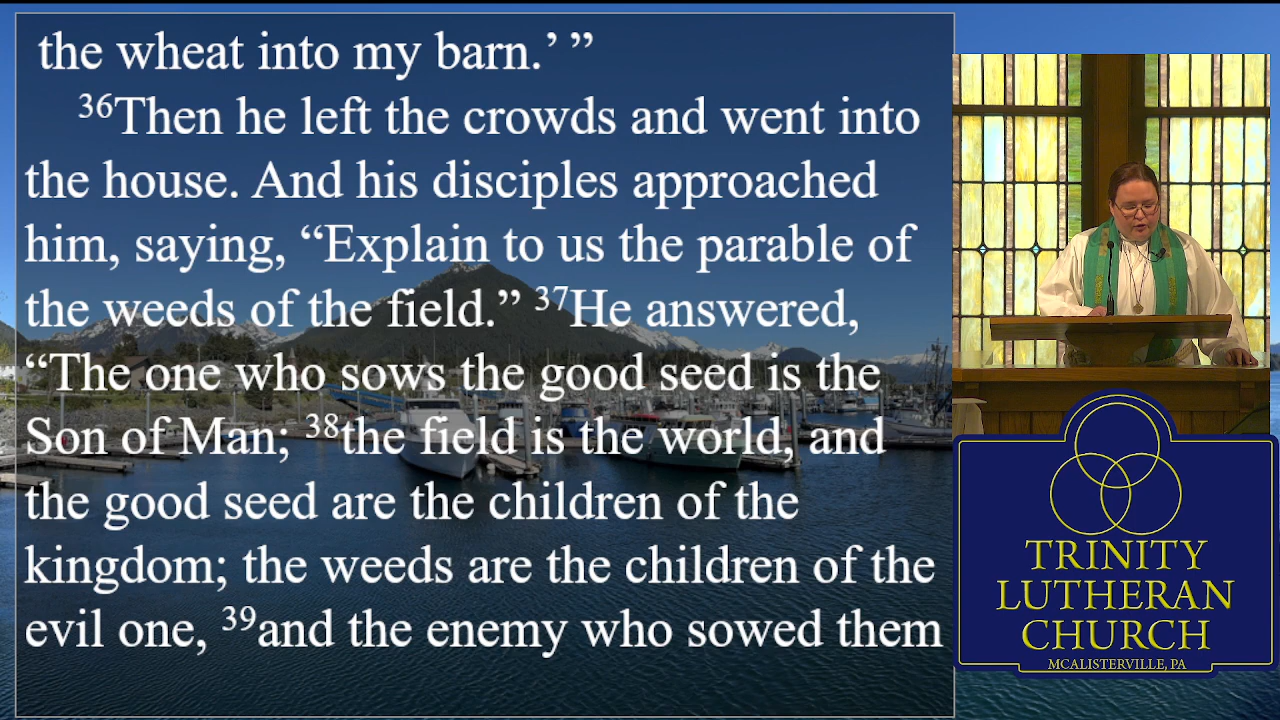 the wheat into my barn.’ ”
36Then he left the crowds and went into
the house. And his disciples approached
him, saying, “Explain to us the parable of
the weeds of the field.” 37He answered,
“The one who sows the good seed is the
Son of Man; 38the field is the world, and
the good seed are the children of the
kingdom; the weeds are the children of the
evil one, 39and the enemy who sowed them
TRINITY
LUTHERAN
CHURCH
MCALISTERVILLE, PA